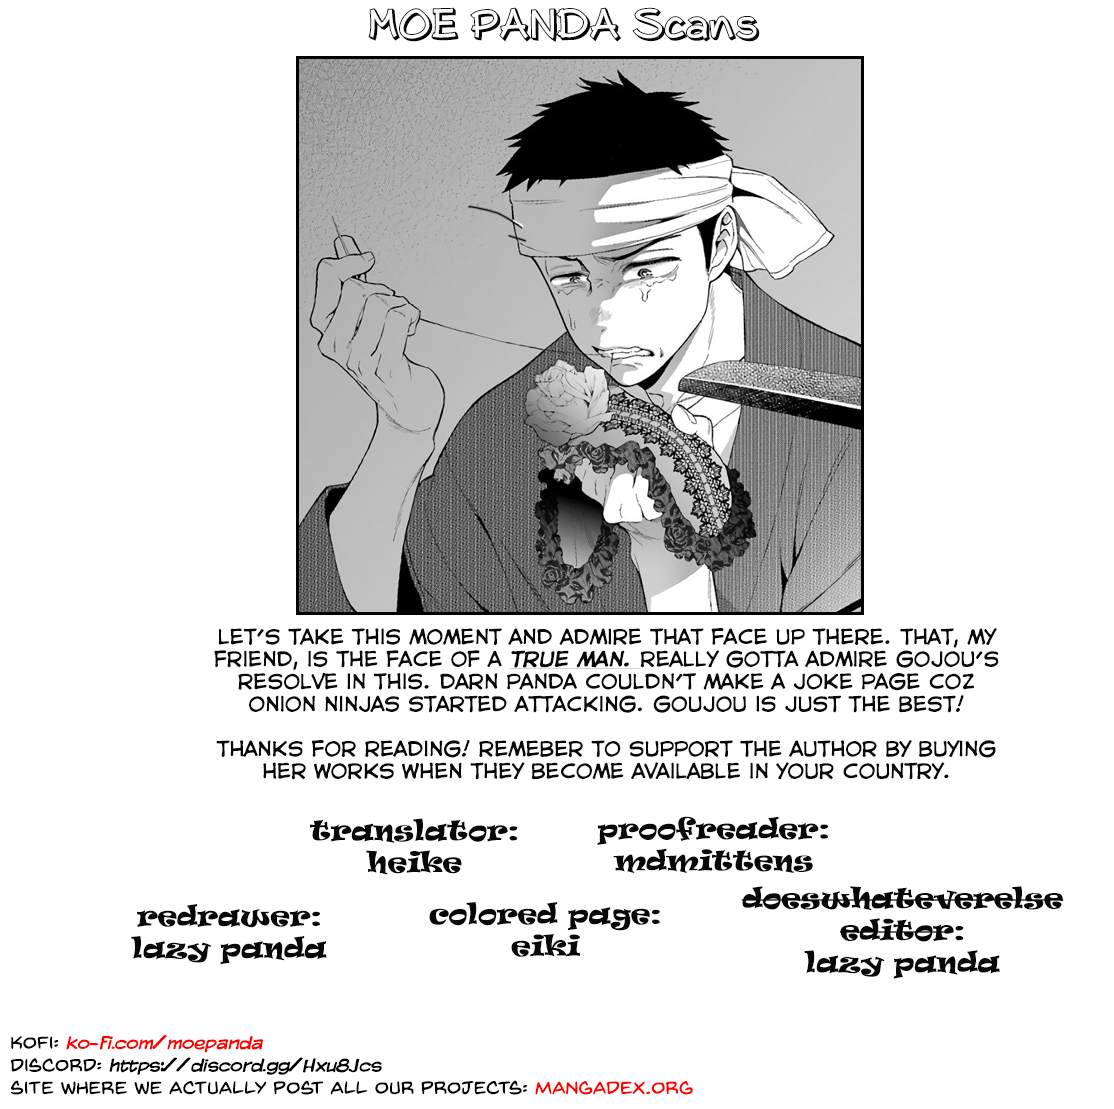 MOE PANDA Scans
LET'S TAKE THIS MOMENT AND ADMIRE THAT FACE UP THERE. THAT, MY
FRIEND, IS THE FACE OF A TRUE MAN. REALLY GOTTA ADMIRE GOJOU'S
RESOLVE IN THIS. DARN PANDA COULDN'T MAKE A JOKE PAGE COZ
ONION NINJAS STARTED ATTACKING. GOUJOU IS JUST THE BEST!
THANKS FOR READING! REMEBER TO SUPPORT THE AUTHOR BY BUYING
HER WORKS WHEN THEY BECOME AVAILABLE IN YOUR COUNTRY.
translator:
heike
proofreader:
mdmittens
redrawer:
lazy panda
colored page:
eiki
doeswhateverelse
editor:
lazy panda
KOFI: ko-fi.com/moepanda
DISCORD: https://discord.gg/Hxu8Jcs
SITE WHERE WE ACTUALLY POST ALL OUR PROJECTS: MANGADEX.ORG